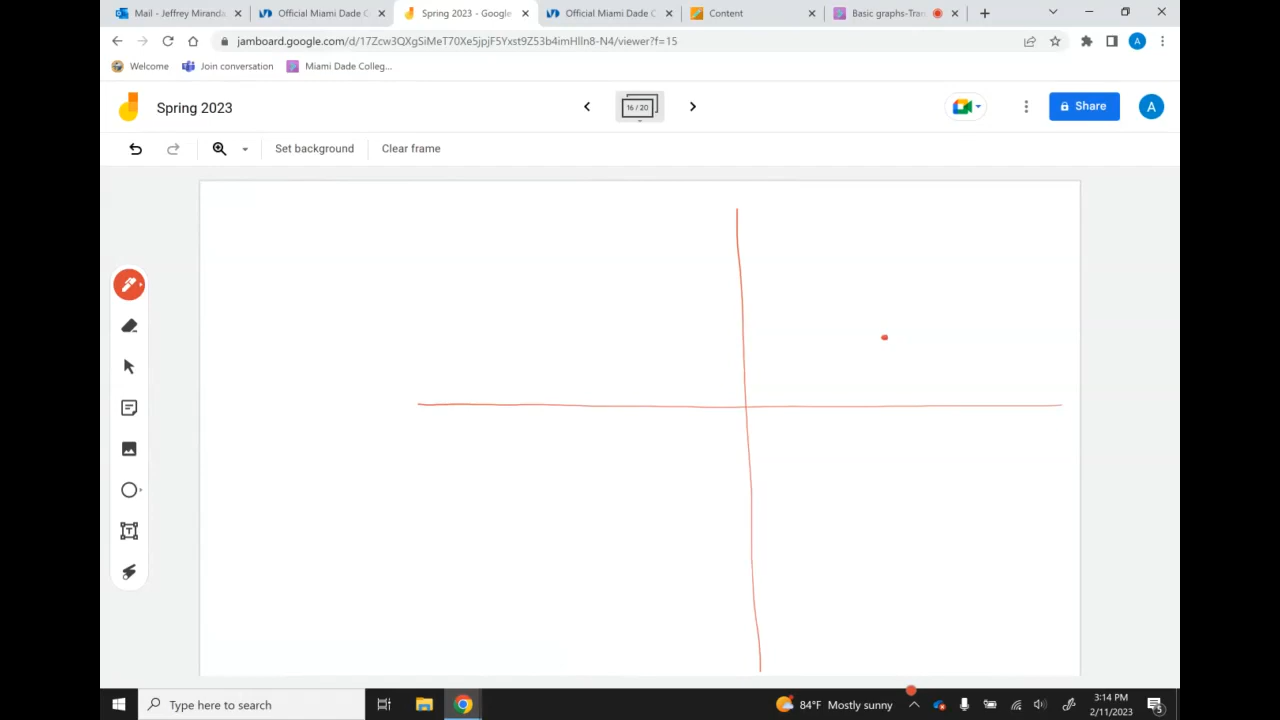 Mail - Jeffrey Miranda
Official Miami Dade C
Spring 2023 - Google
Official Miami Dade C
Content
Basic graphs-Tran
jamboard.google.com/d/17Zcw3QXgSiMeT70Xe5jpjF5Yxst9Z53b4imHlln8-N4/viewer?f=15
A
Welcome
Join conversation
Miami Dade Colleg...
Spring 2023
16 / 20
Share
A
Set background
Clear frame
Type here to search
84°F Mostly sunny
3:14 PM
2/11/2023
5